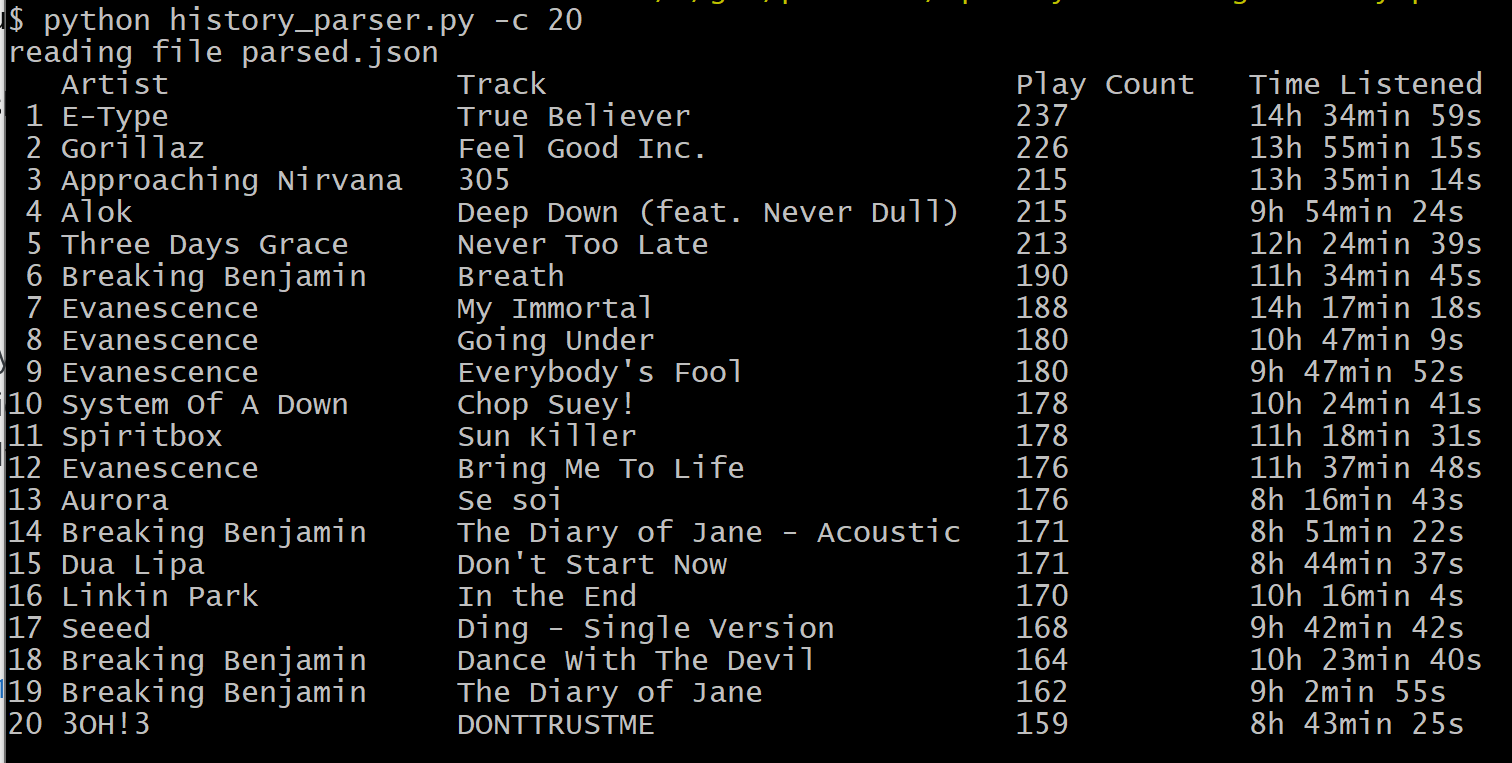 $ python history_parser.py -c 20
reading file parsed.json
Artist Track Play Count Time Listened
1 E-Type True Believer 237 14h 34min 59s
2 Gorillaz Feel Good Inc. 226 13h 55min 15s
3 Approaching Nirvana 305 215 13h 35min 14s
4 Alok Deep Down (feat. Never Dull) 215 9h 54min 24s
5 Three Days Grace Never Too Late 213 12h 24min 39s
6 Breaking Benjamin Breath 190 11h 34min 45s
7 Evanescence My Immortal 188 14h 17min 18s
8 Evanescence Going Under 180 10h 47min 9s
9 Evanescence Everybody's Fool 180 9h 47min 52s
10 System Of A Down Chop Suey! 178 10h 24min 41s
11 Spiritbox Sun Killer 178 11h 18min 31s
12 Evanescence Bring Me To Life 176 11h 37min 48s
13 Aurora Se soi 176 8h 16min 43s
14 Breaking Benjamin The Diary of Jane - Acoustic 171 8h 51min 22s
15 Dua Lipa Don't Start Now 171 8h 44min 37s
16 Linkin Park In the End 170 10h 16min 4s
17 Seeed Ding - Single Version 168 9h 42min 42s
18 Breaking Benjamin Dance With The Devil 164 10h 23min 40s
19 Breaking Benjamin The Diary of Jane 162 9h 2min 55s
20 3OH!3 DONTTRUSTME 159 8h 43min 25s